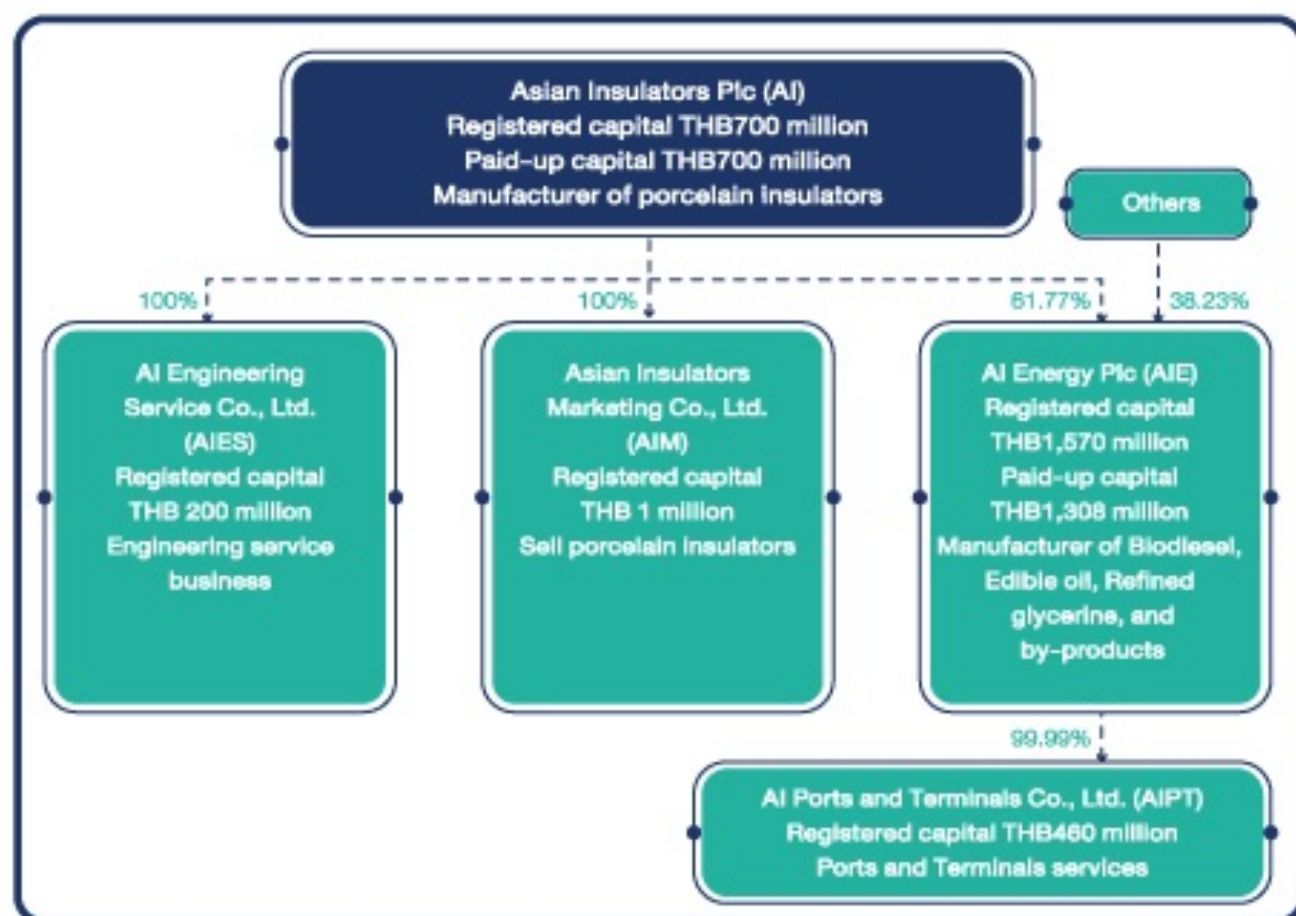 Asian Insulators Plc (AI)
Registered capital THB700 million
Paid-up capital THB700 million
Manufacturer of porcelain insulators
Others
100%
100%
61.77%
38.23%
AI Engineering
Service Co., Ltd.
(AIES)
Registered capital
THB 200 million
Engineering service
business
Asian Insulators
Marketing Co., Ltd.
(AIM)
Registered capital
THB 1 million
Sell porcelain insulators
AI Energy Plc (AIE)
Registered capital
THB1,570 million
Paid-up capital
THB1,308 million
Manufacturer of Biodiesel,
Edible oil, Refined
glycerine, and
by-products
99.99%
AI Ports and Terminals Co., Ltd. (AIPT)
Registered capital THB460 million
Ports and Terminals services